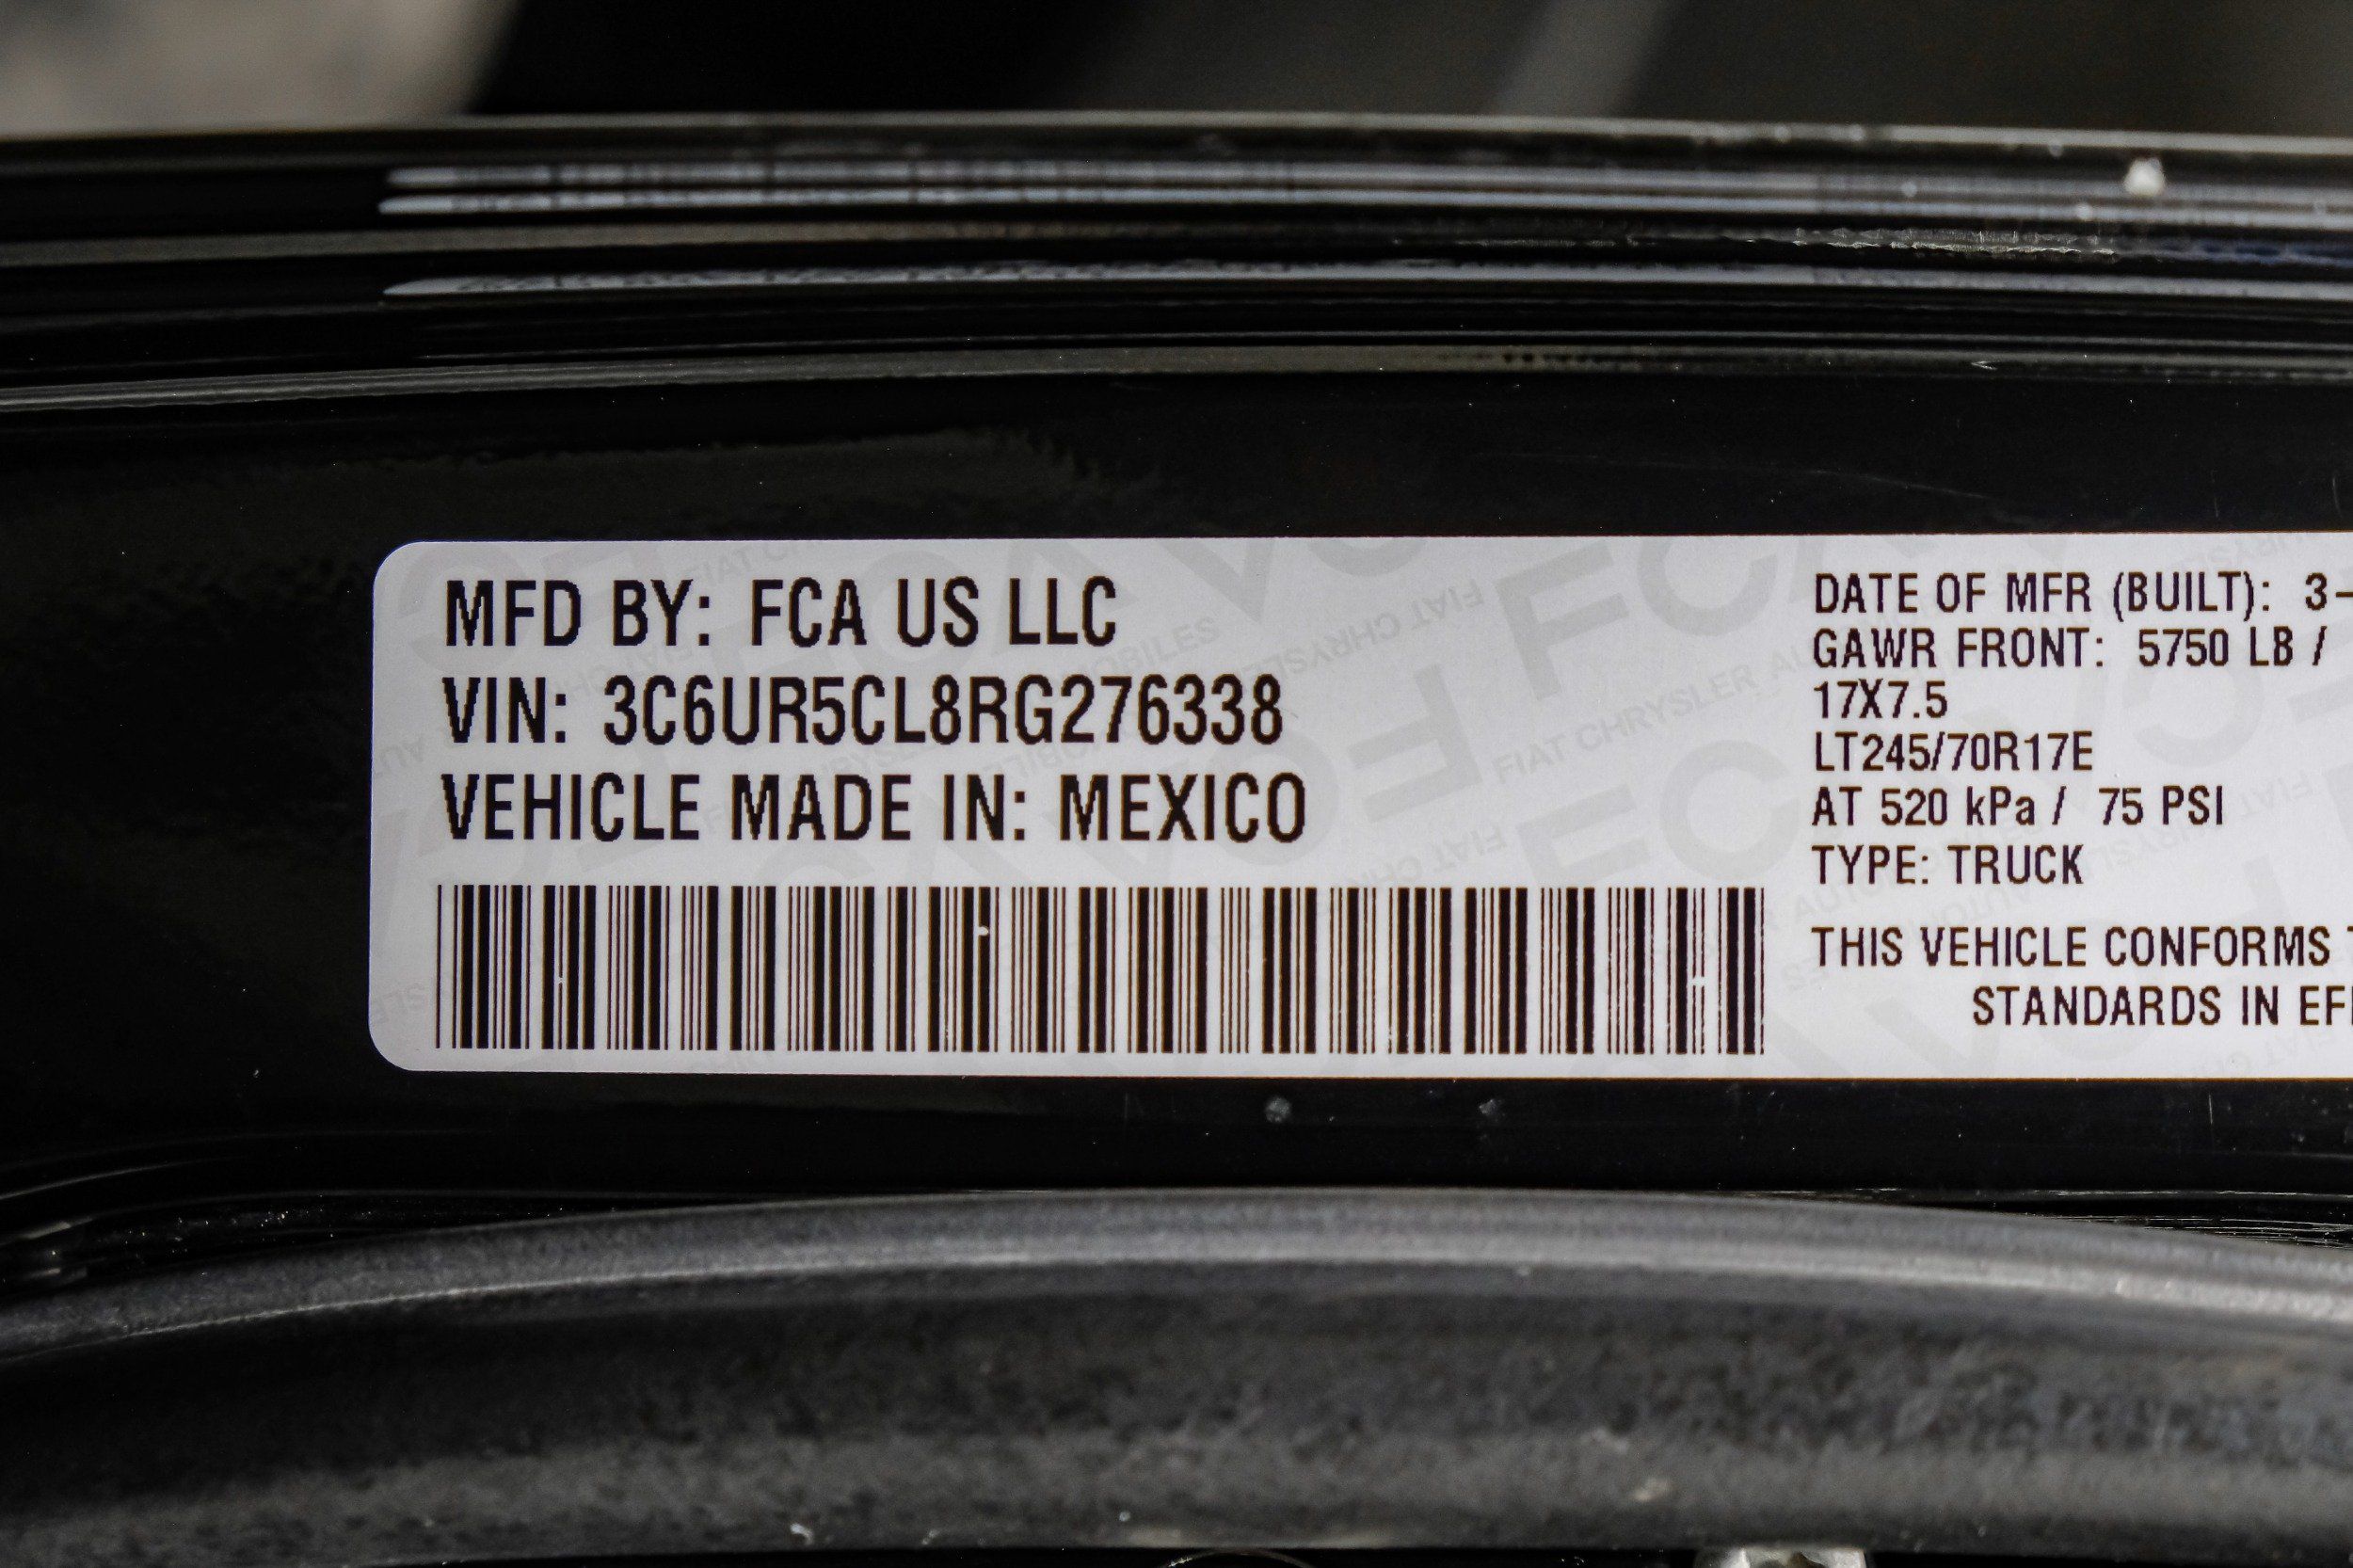 MFD BY: FCA US LLC
VIN: 3C6UR5CL8RG276338
VEHICLE MADE IN: MEXICO
DATE OF MFR (BUILT): 3-
GAWR FRONT: 5750 LB /
17X7.5
LT245/70R17E
AT 520 kPa / 75 PSI
TYPE: TRUCK
THIS VEHICLE CONFORMS
STANDARDS IN